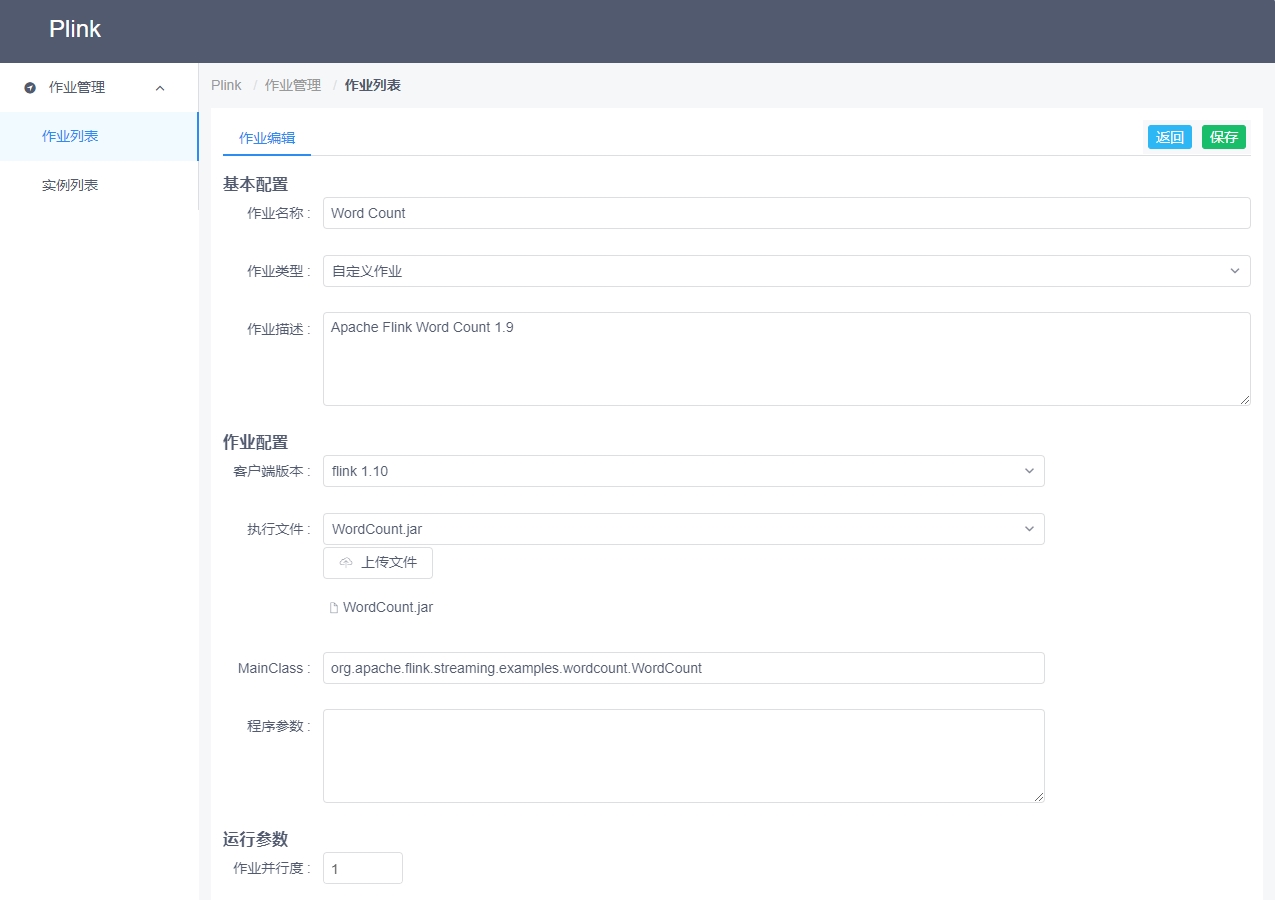 Plink
作业管理
作业列表
实例列表
Plink / 作业管理 / 作业列表
作业编辑
返回 保存
基本配置
作业名称 : Word Count
作业类型 : 自定义作业
作业描述 : Apache Flink Word Count 1.9
作业配置
客户端版本 : flink 1.10
执行文件 : WordCount.jar
上传文件
WordCount.jar
MainClass : org.apache.flink.streaming.examples.wordcount.WordCount
程序参数 :
运行参数
作业并行度 : 1